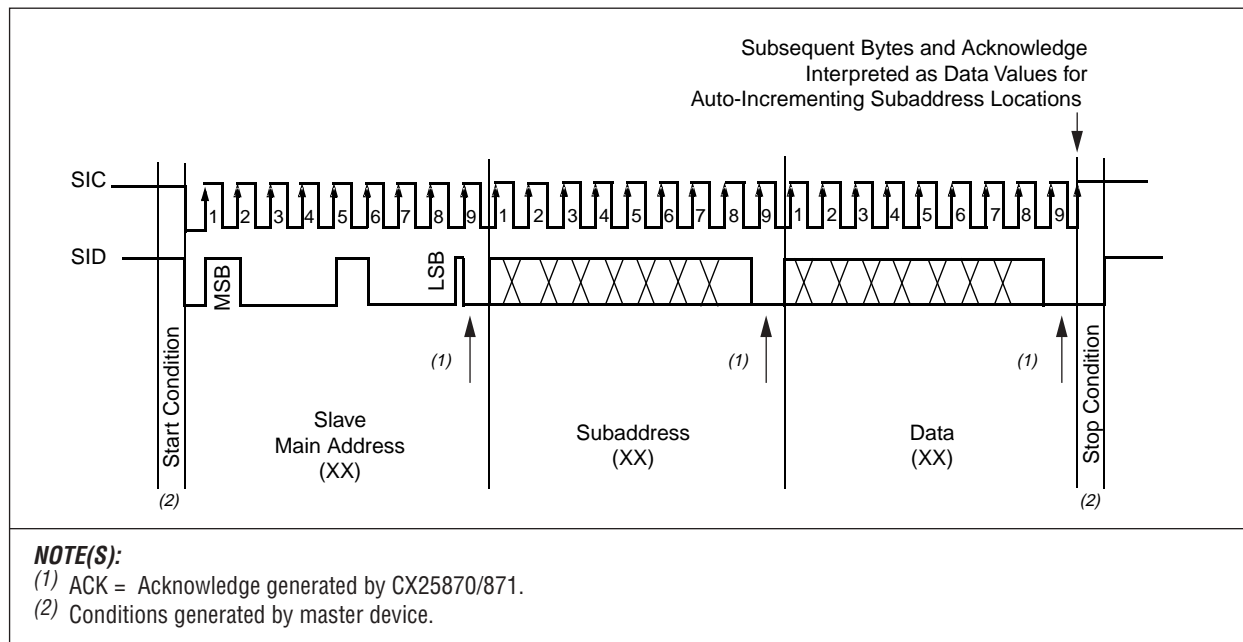 Subsequent Bytes and Acknowledge
Interpreted as Data Values for
Auto-Incrementing Subaddress Locations
SIC
1 2 3 4 5 6 7 8 9 1 2 3 4 5 6 7 8 9 1 2 3 4 5 6 7 8 9
SID
MSB
LSB
(1)
(1)
(1)
Start Condition
Slave
Main Address
(XX)
Subaddress
(XX)
Data
(XX)
Stop Condition
(2)
(2)
NOTE(S):
(1) ACK = Acknowledge generated by CX25870/871.
(2) Conditions generated by master device.